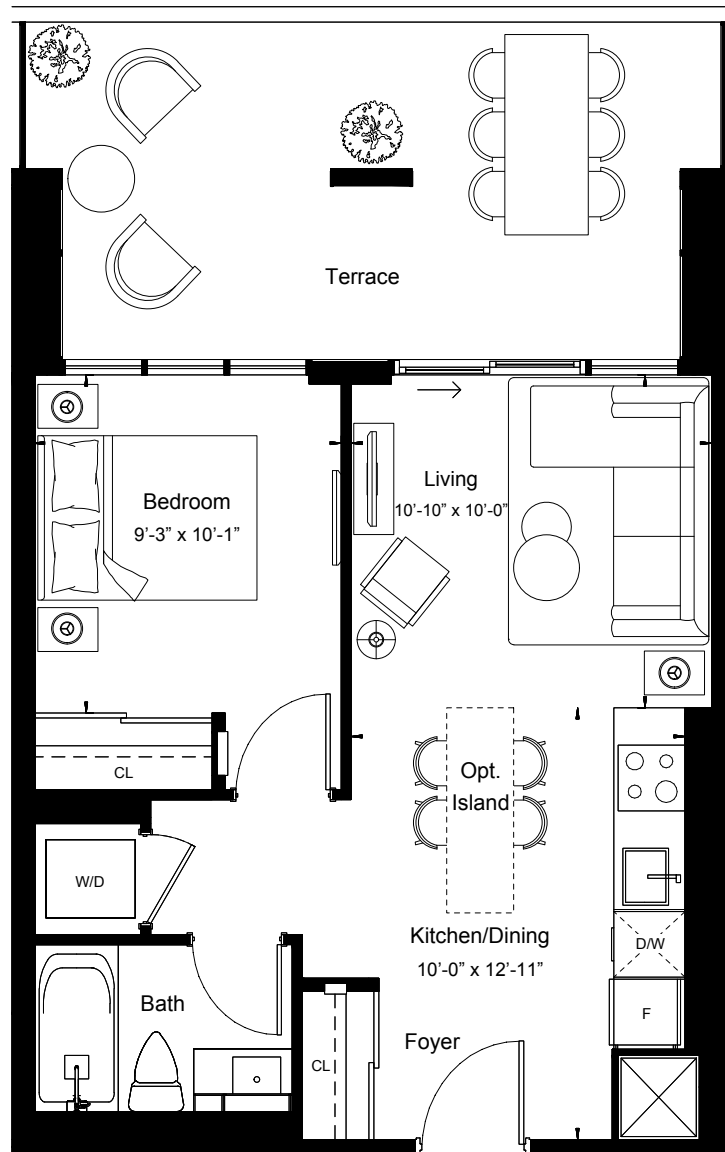 Terrace
Living
10’-10” x 10’-0”
Bedroom
9’-3” x 10’-1”
CL
Opt.
Island
W/D
Kitchen/Dining
10’-0” x 12’-11”
D/W
Bath
F
Foyer
CL